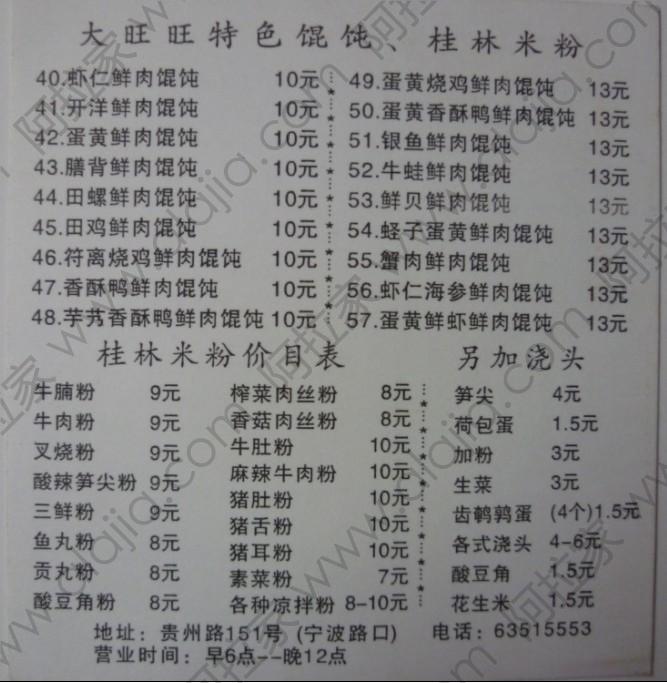 大旺旺特色馄饨、桂林米粉
40.虾仁鲜肉馄饨 10元
41.开洋鲜肉馄饨 10元
42.蛋黄鲜肉馄饨 10元
43.膳背鲜肉馄饨 10元
44.田螺鲜肉馄饨 10元
45.田鸡鲜肉馄饨 10元
46.符离烧鸡鲜肉馄饨 10元
47.香酥鸭鲜肉馄饨 10元
48.芋艿香酥鸭鲜肉馄饨 10元
49.蛋黄烧鸡鲜肉馄饨 13元
50.蛋黄香酥鸭鲜肉馄饨 13元
51.银鱼鲜肉馄饨 13元
52.牛蛙鲜肉馄饨 13元
53.鲜贝鲜肉馄饨 13元
54.蛏子蛋黄鲜肉馄饨 13元
55.蟹肉鲜肉馄饨 13元
56.虾仁海参鲜肉馄饨 13元
57.蛋黄鲜虾鲜肉馄饨 13元
桂林米粉价目表
牛腩粉 9元
牛肉粉 9元
叉烧粉 9元
酸辣笋尖粉 9元
三鲜粉 9元
鱼丸粉 8元
贡丸粉 8元
酸豆角粉 8元
榨菜肉丝粉 8元
香菇肉丝粉 8元
牛肚粉 10元
麻辣牛肉粉 10元
猪肚粉 10元
猪舌粉 10元
猪耳粉 10元
素菜粉 7元
各种凉拌粉 8-10元
另加浇头
笋尖 4元
荷包蛋 1.5元
加粉 3元
生菜 3元
齿鹌鹑蛋 (4个)1.5元
各式浇头 4-6元
酸豆角 1.5元
花生米 1.5元
地址：贵州路151号 (宁波路口) 电话：63515553
营业时间：早6点--晚12点
阿拉家 www.alajia.com